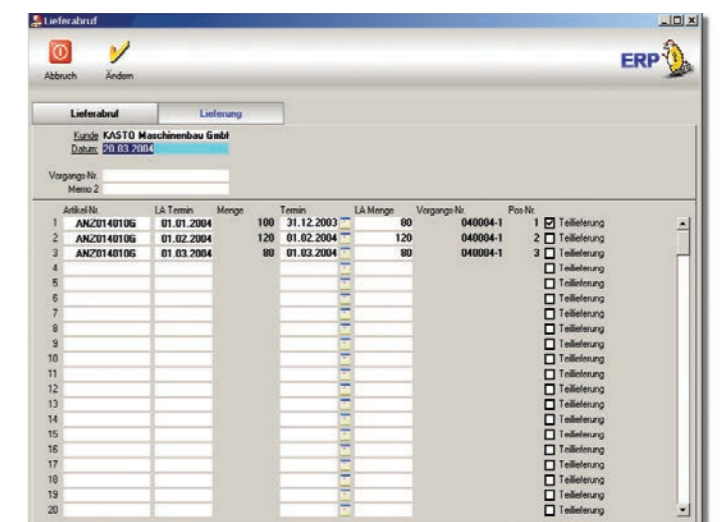 Lieferabruf
Abbruch Ändern
ERP
Lieferabruf Lieferung
Kunde KASTO Maschinenbau GmbH
Datum: 20.03.2004
Vorgangs-Nr.
Memo 2
Artikel-Nr. LA Termin Menge Termin LA Menge Vorgangs-Nr. Pos-Nr.
1 ANZ014010G 01.01.2004 100 31.12.2003 80 040004-1 1 Teillieferung
2 ANZ014010G 01.02.2004 120 01.02.2004 120 040004-1 2 Teillieferung
3 ANZ014010G 01.03.2004 80 01.03.2004 80 040004-1 3 Teillieferung
4 Teillieferung
5 Teillieferung
6 Teillieferung
7 Teillieferung
8 Teillieferung
9 Teillieferung
10 Teillieferung
11 Teillieferung
12 Teillieferung
13 Teillieferung
14 Teillieferung
15 Teillieferung
16 Teillieferung
17 Teillieferung
18 Teillieferung
19 Teillieferung
20 Teillieferung